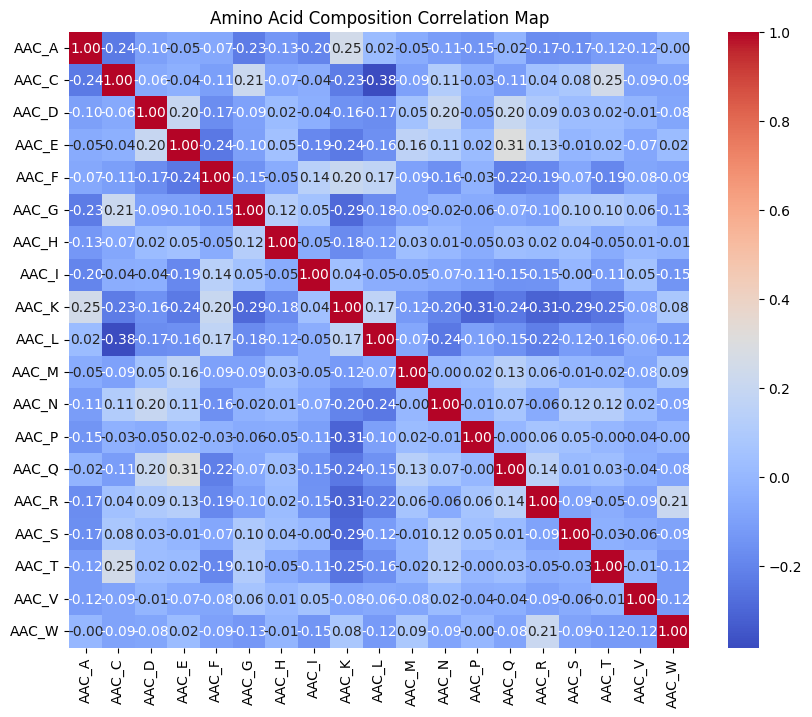 Amino Acid Composition Correlation Map
AAC_A 1.00 -0.24 -0.10 -0.05 -0.07 -0.23 -0.13 -0.20 0.25 0.02 -0.05 -0.11 -0.15 -0.02 -0.17 -0.17 -0.12 -0.12 -0.00
AAC_C -0.24 1.00 -0.06 -0.04 -0.11 0.21 -0.07 -0.04 -0.23 -0.38 -0.09 0.11 -0.03 -0.11 0.04 0.08 0.25 -0.09 -0.09
AAC_D -0.10 -0.06 1.00 0.20 -0.17 -0.09 0.02 -0.04 -0.16 -0.17 0.05 0.20 -0.05 0.20 0.09 0.03 0.02 -0.01 -0.08
AAC_E -0.05 -0.04 0.20 1.00 -0.24 -0.10 0.05 -0.19 -0.24 -0.16 0.16 0.11 0.02 0.31 0.13 -0.01 0.02 -0.07 0.02
AAC_F -0.07 -0.11 -0.17 -0.24 1.00 -0.15 -0.05 0.14 0.20 0.17 -0.09 -0.16 -0.03 -0.22 -0.19 -0.07 -0.19 -0.08 -0.09
AAC_G -0.23 0.21 -0.09 -0.10 -0.15 1.00 0.12 0.05 -0.29 -0.18 -0.09 -0.02 -0.06 -0.07 -0.10 0.10 0.10 0.06 -0.13
AAC_H -0.13 -0.07 0.02 0.05 -0.05 0.12 1.00 -0.05 -0.18 -0.12 0.03 0.01 -0.05 0.03 0.02 0.04 -0.05 0.01 -0.01
AAC_I -0.20 -0.04 -0.04 -0.19 0.14 0.05 -0.05 1.00 0.04 -0.05 -0.05 -0.07 -0.11 -0.15 -0.15 -0.00 -0.11 0.05 -0.15
AAC_K 0.25 -0.23 -0.16 -0.24 0.20 -0.29 -0.18 0.04 1.00 0.17 -0.12 -0.20 -0.31 -0.24 -0.31 -0.29 -0.25 -0.08 0.08
AAC_L 0.02 -0.38 -0.17 -0.16 0.17 -0.18 -0.12 -0.05 0.17 1.00 -0.07 -0.24 -0.10 -0.15 -0.22 -0.12 -0.16 -0.06 -0.12
AAC_M -0.05 -0.09 0.05 0.16 -0.09 -0.09 0.03 -0.05 -0.12 -0.07 1.00 -0.00 0.02 0.13 0.06 -0.01 -0.02 -0.08 0.09
AAC_N -0.11 0.11 0.20 0.11 -0.16 -0.02 0.01 -0.07 -0.20 -0.24 -0.00 1.00 -0.01 0.07 -0.06 0.12 0.12 0.02 -0.09
AAC_P -0.15 -0.03 -0.05 0.02 -0.03 -0.06 -0.05 -0.11 -0.31 -0.10 0.02 -0.01 1.00 -0.00 0.06 0.05 -0.00 -0.04 -0.00
AAC_Q -0.02 -0.11 0.20 0.31 -0.22 -0.07 0.03 -0.15 -0.24 -0.15 0.13 0.07 -0.00 1.00 0.14 0.01 0.03 -0.04 -0.08
AAC_R -0.17 0.04 0.09 0.13 -0.19 -0.10 0.02 -0.15 -0.31 -0.22 0.06 -0.06 0.06 0.14 1.00 -0.09 -0.05 -0.09 0.21
AAC_S -0.17 0.08 0.03 -0.01 -0.07 0.10 0.04 -0.00 -0.29 -0.12 -0.01 0.12 0.05 0.01 -0.09 1.00 -0.03 -0.06 -0.09
AAC_T -0.12 0.25 0.02 0.02 -0.19 0.10 -0.05 -0.11 -0.25 -0.16 -0.02 0.12 -0.00 0.03 -0.05 -0.03 1.00 -0.01 -0.12
AAC_V -0.12 -0.09 -0.01 -0.07 -0.08 0.06 0.01 0.05 -0.08 -0.06 -0.08 0.02 -0.04 -0.04 -0.09 -0.06 -0.01 1.00 -0.12
AAC_W -0.00 -0.09 -0.08 0.02 -0.09 -0.13 -0.01 -0.15 0.08 -0.12 0.09 -0.09 -0.00 -0.08 0.21 -0.09 -0.12 -0.12 1.00
AAC_A AAC_C AAC_D AAC_E AAC_F AAC_G AAC_H AAC_I AAC_K AAC_L AAC_M AAC_N AAC_P AAC_Q AAC_R AAC_S AAC_T AAC_V AAC_W
1.0
0.8
0.6
0.4
0.2
0.0
−0.2